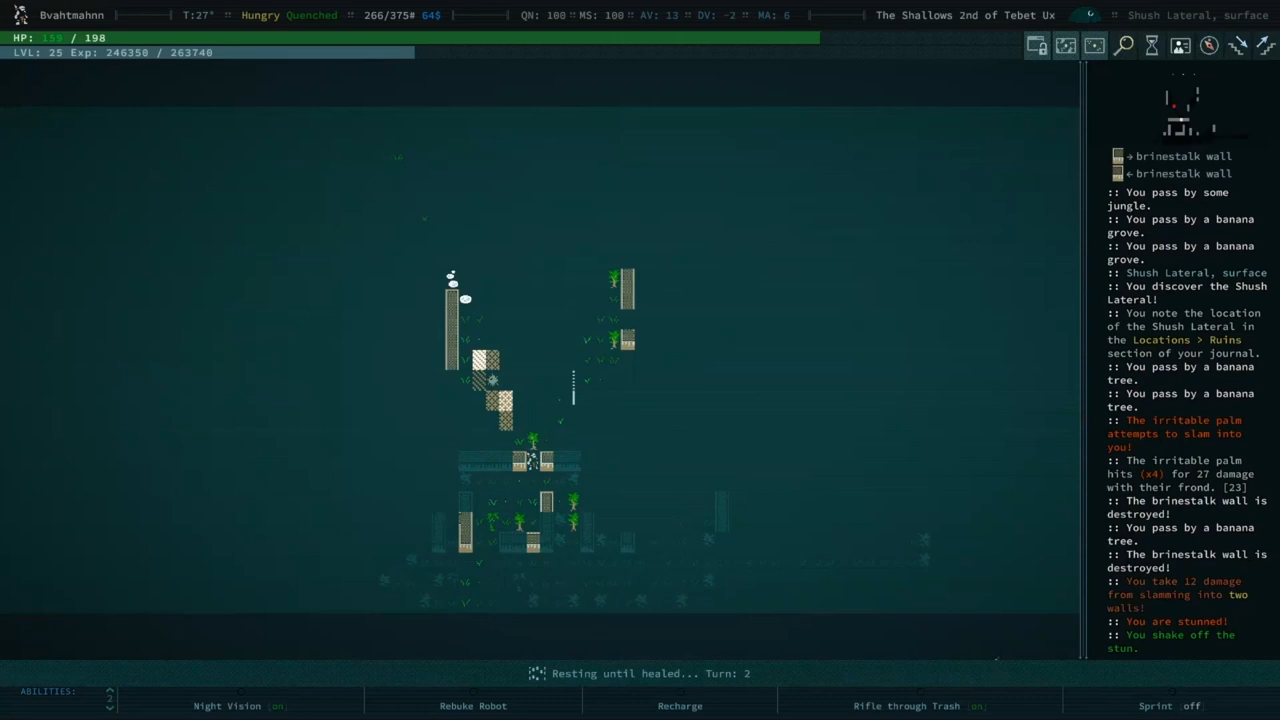 Bvahtmahn T:27° Hungry Quenched 266/375# 64$ QN: 100 MS: 100 AV: 13 DV: -2 MA: 6 The Shallows 2nd of Tebet Ux Shush Lateral, surface
HP: 159 / 198
LVL: 25 Exp: 246350 / 263740
brinestalk wall
brinestalk wall
:: You pass by some
jungle.
:: You pass by a banana
grove.
:: You pass by a banana
grove.
:: Shush Lateral, surface
:: You discover the Shush
Lateral!
:: You note the location
of the Shush Lateral in
the Locations > Ruins
section of your journal.
:: You pass by a banana
tree.
:: You pass by a banana
tree.
:: The irritable palm
attempts to slam into
you!
:: The irritable palm
hits (x4) for 27 damage
with their frond. [23]
:: The brinestalk wall is
destroyed!
:: You pass by a banana
tree.
:: The brinestalk wall is
destroyed!
:: You take 12 damage
from slamming into two
walls!
:: You are stunned!
:: You shake off the
stun.
Resting until healed... Turn: 2
ABILITIES:
2
Night Vision [on] Rebuke Robot Recharge Rifle through Trash [on] Sprint [off]